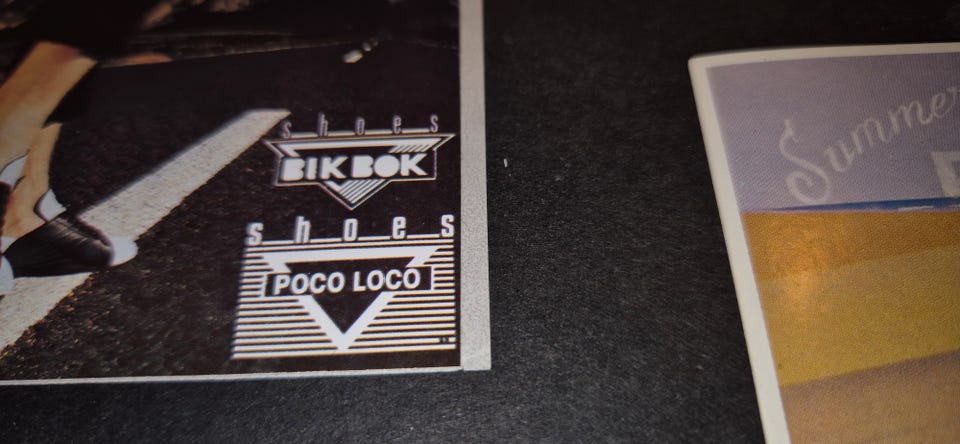 shoes
BIK BOK
shoes
POCO LOCO
Summer